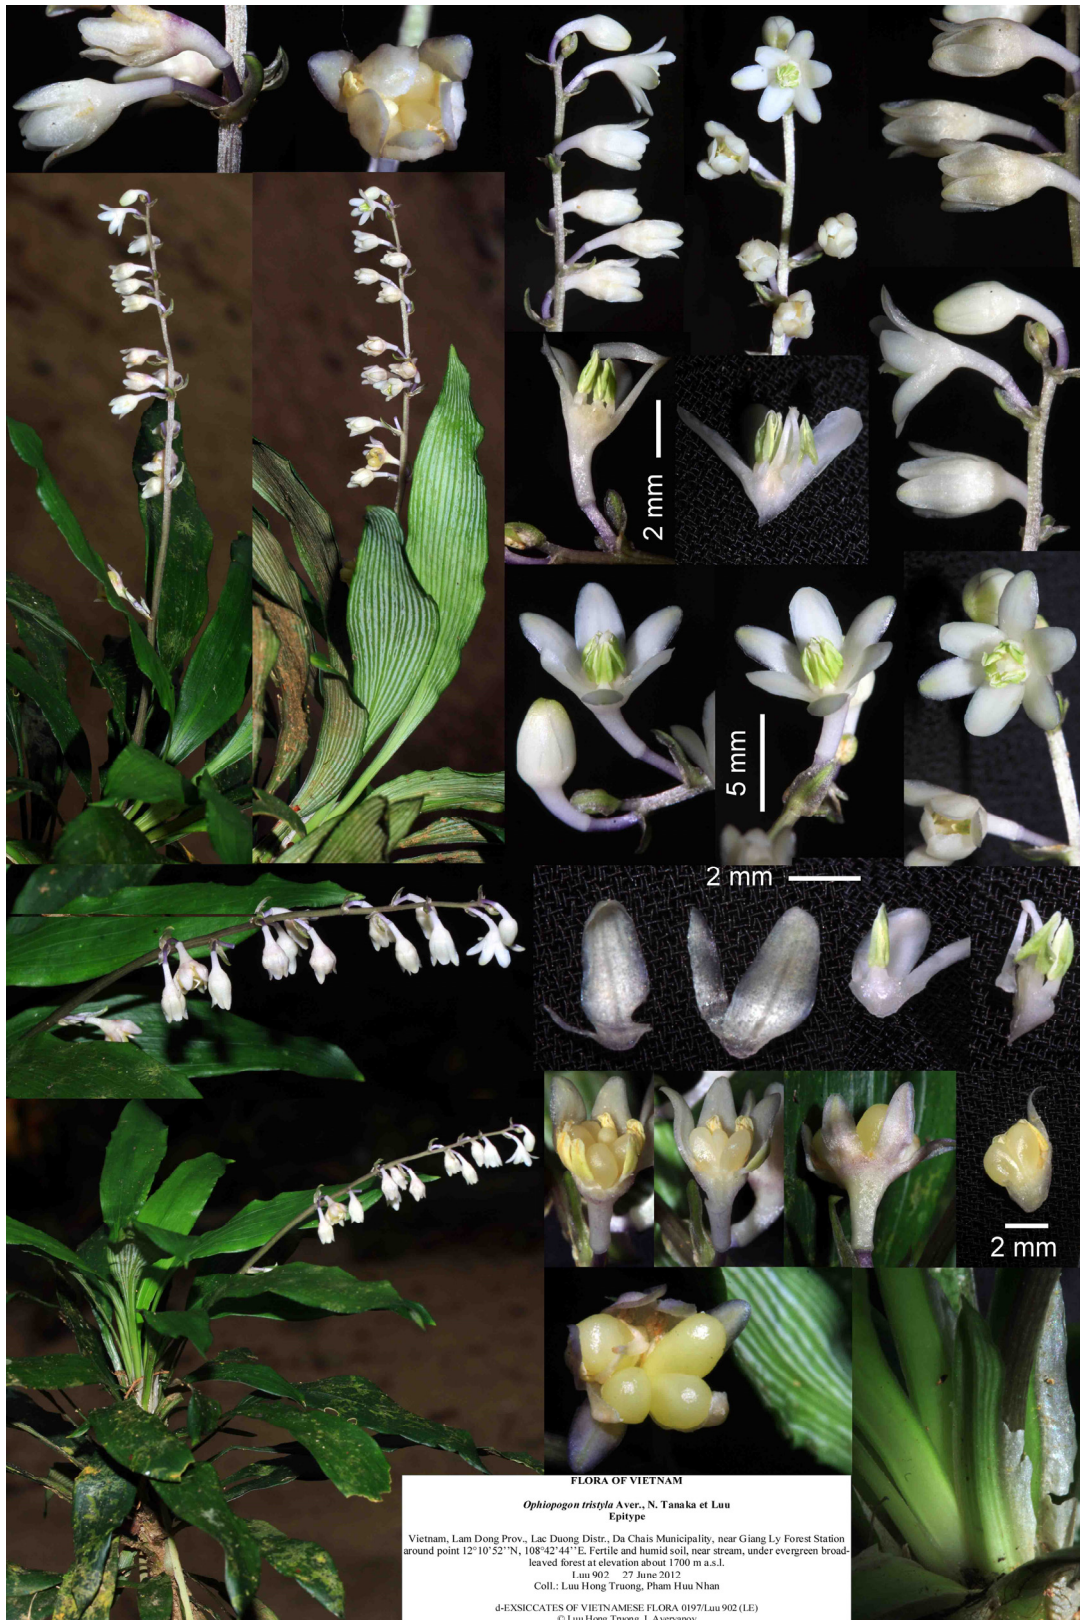 2 mm
5 mm
2 mm
2 mm
FLORA OF VIETNAM
Ophiopogon tristyla Aver., N. Tanaka et Luu
Epitype
Vietnam, Lam Dong Prov., Lac Duong Distr., Da Chais Municipality, near Giang Ly Forest Station
around point 12°10’52’’N, 108°42’44’’E. Fertile and humid soil, near stream, under evergreen broad-
leaved forest at elevation about 1700 m a.s.l.
Luu 902 27 June 2012
Coll.: Luu Hong Truong, Pham Huu Nhan
d-EXSICCATES OF VIETNAMESE FLORA 0197/Luu 902 (LE)
© Luu Hong Truong, L. Averyanov